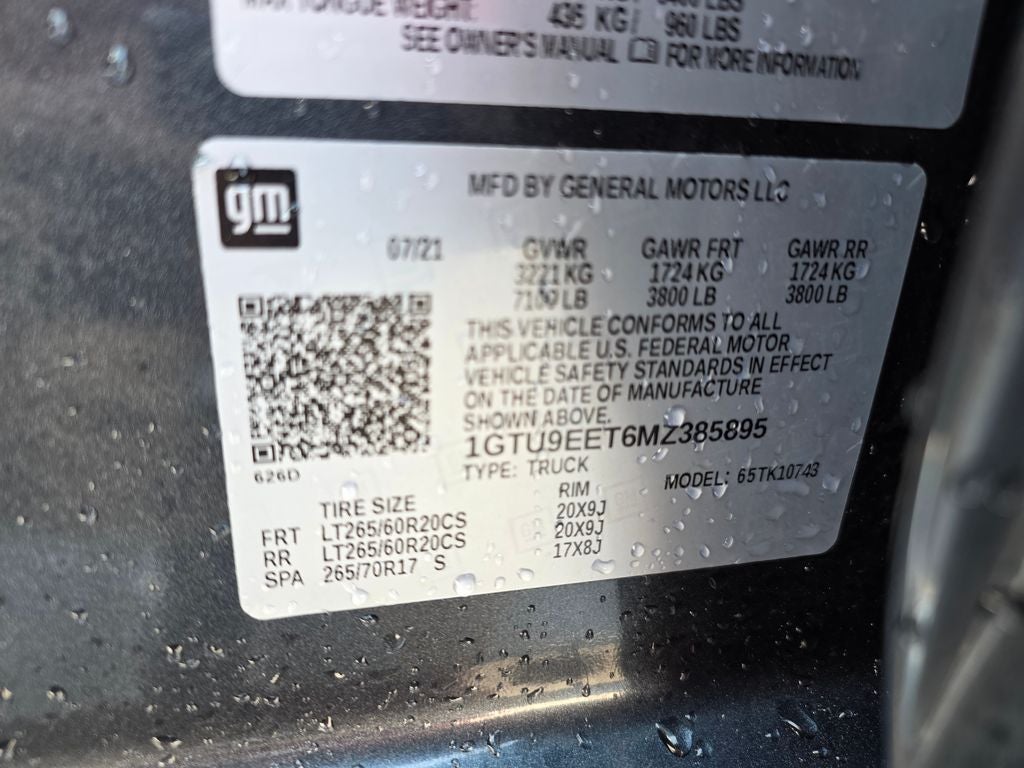 MAX TONGUE WEIGHT: 435 KG/ 960 LBS
SEE OWNER'S MANUAL FOR MORE INFORMATION
gm
MFD BY GENERAL MOTORS LLC
07/21 GVWR GAWR FRT GAWR RR
3221 KG 1724 KG 1724 KG
7100 LB 3800 LB 3800 LB
THIS VEHICLE CONFORMS TO ALL
APPLICABLE U.S. FEDERAL MOTOR
VEHICLE SAFETY STANDARDS IN EFFECT
ON THE DATE OF MANUFACTURE
SHOWN ABOVE.
1GTU9EET6MZ385895
TYPE: TRUCK MODEL: 65TK10743
626D
TIRE SIZE RIM
FRT LT265/60R20CS 20X9J
RR LT265/60R20CS 20X9J
SPA 265/70R17 S 17X8J